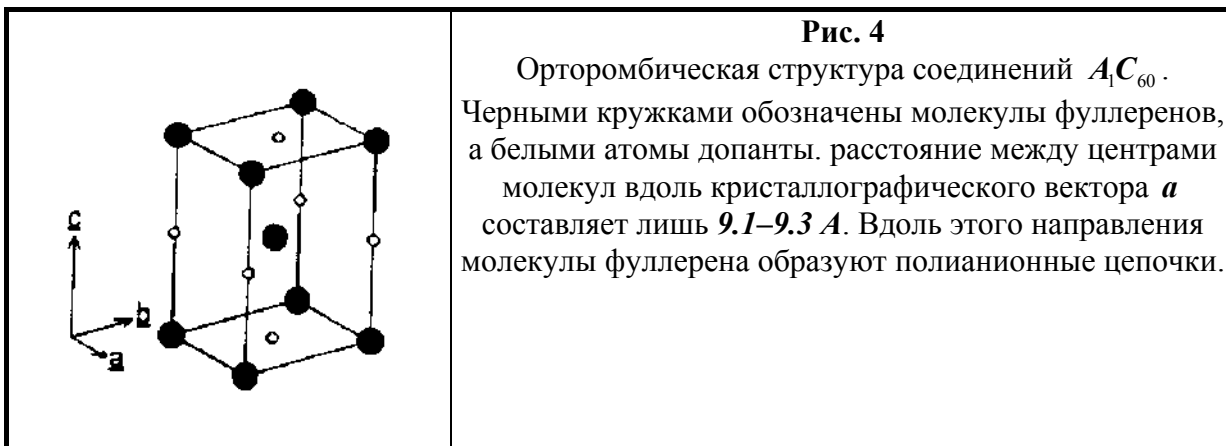 Рис. 4
Орторомбическая структура соединений A₁C₆₀.
Черными кружками обозначены молекулы фуллеренов,
а белыми атомы допанты. расстояние между центрами
молекул вдоль кристаллографического вектора a
составляет лишь 9.1–9.3 A. Вдоль этого направления
молекулы фуллерена образуют полианионные цепочки.
c
b
a